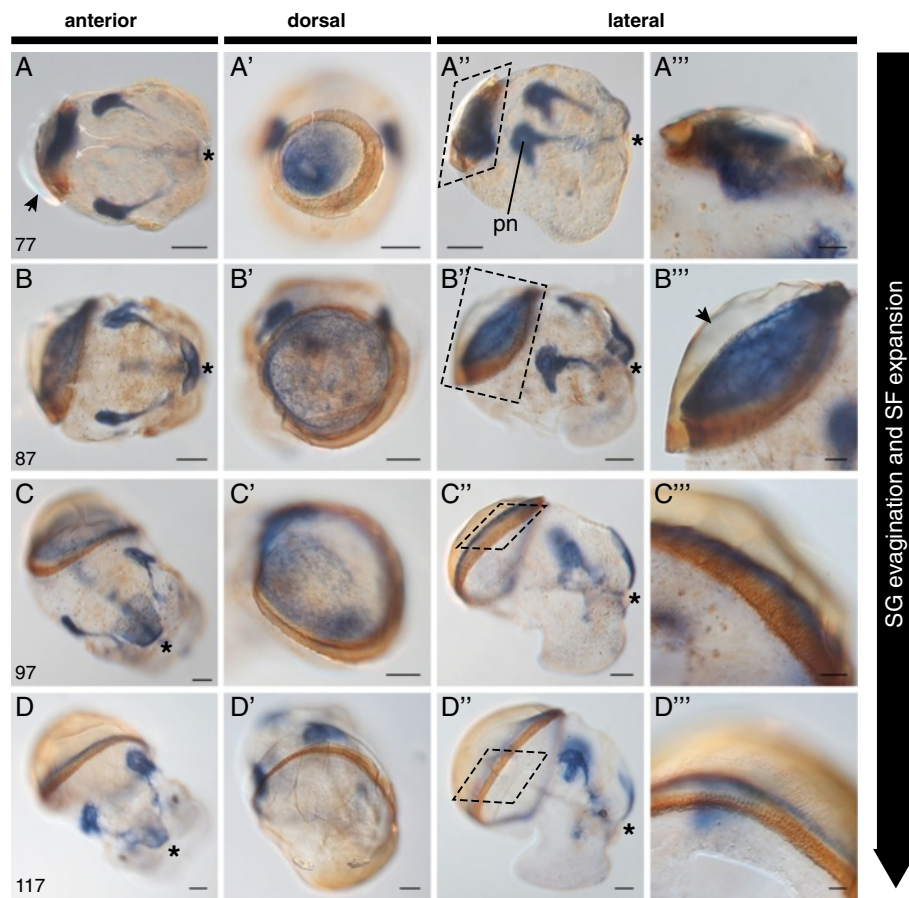 anterior
dorsal
lateral
A
A'
A''
A'''
*
*
pn
77
B
B'
B''
B'''
*
*
87
C
C'
C''
C'''
*
*
97
D
D'
D''
D'''
*
*
117
SG evagination and SF expansion